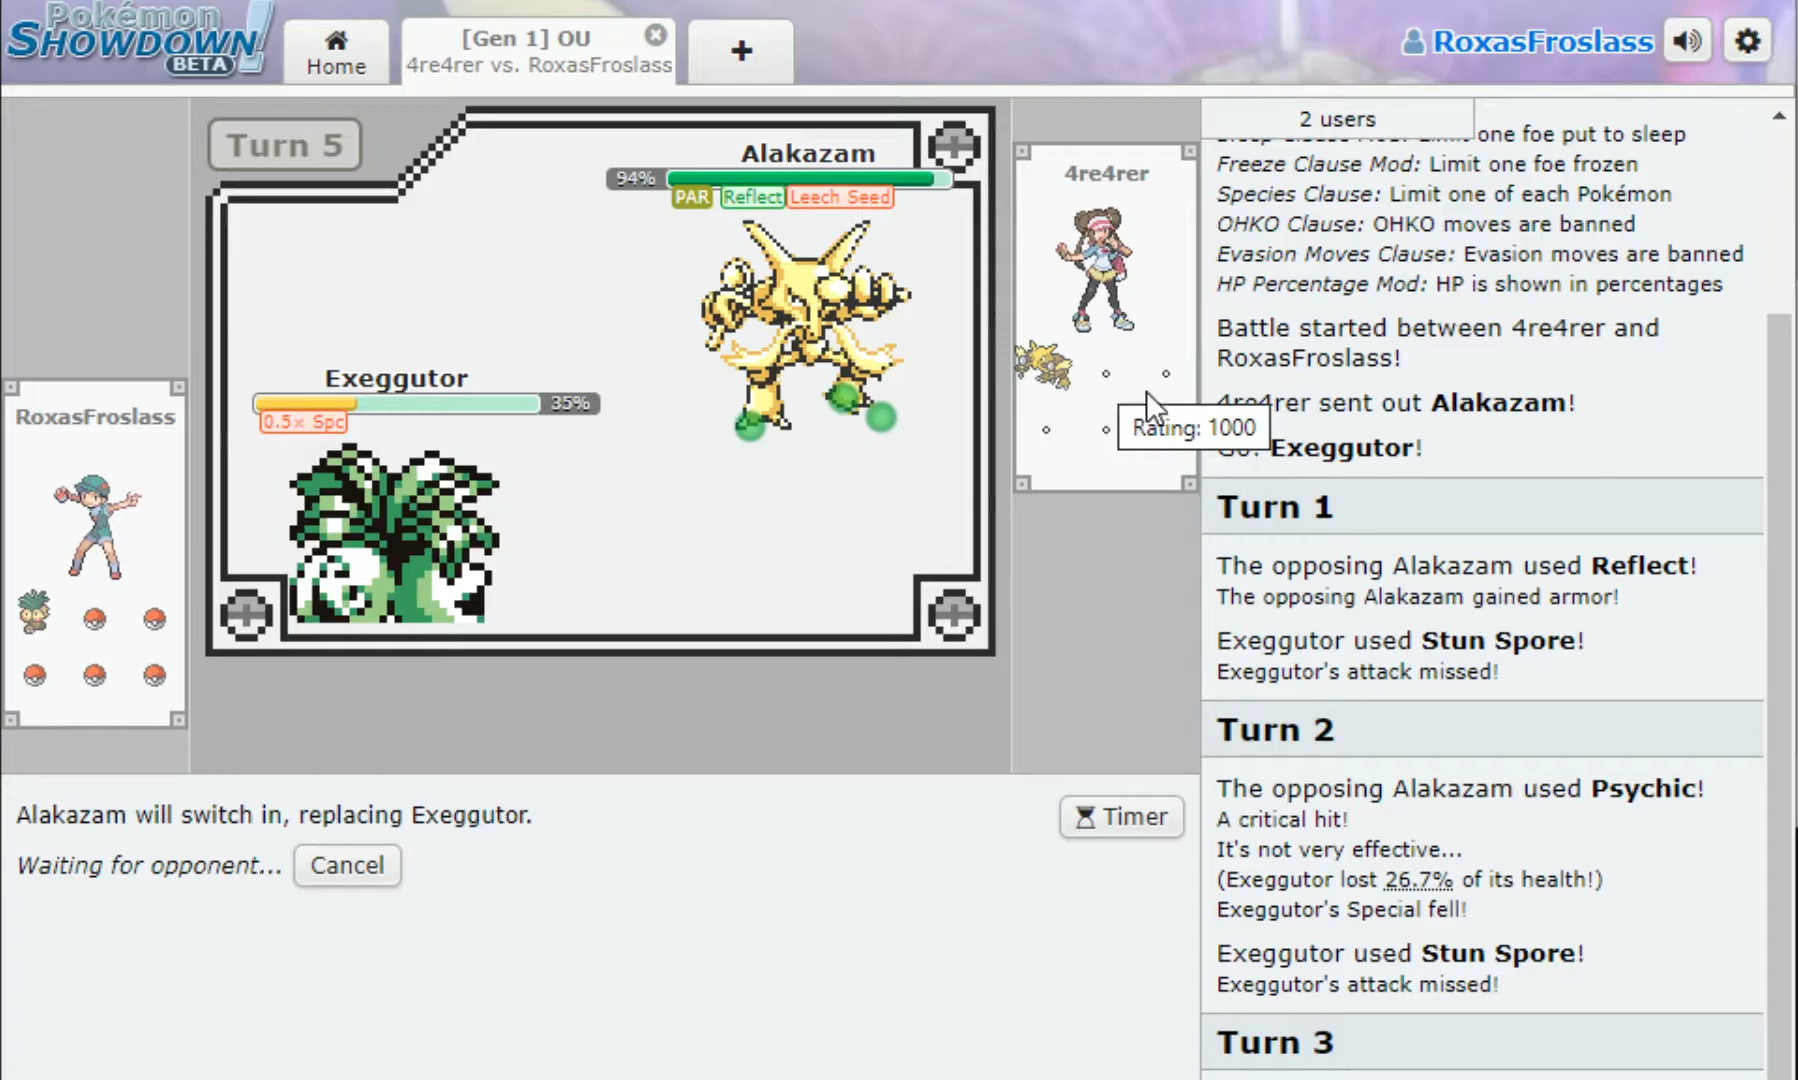 Pokémon
SHOWDOWN!
BETA
Home
[Gen 1] OU
4re4rer vs. RoxasFroslass
RoxasFroslass
Turn 5
Alakazam
94%
PAR
Reflect
Leech Seed
Exeggutor
35%
0.5× Spc
RoxasFroslass
4re4rer
Rating: 1000
2 users
one foe put to sleep
Freeze Clause Mod: Limit one foe frozen
Species Clause: Limit one of each Pokémon
OHKO Clause: OHKO moves are banned
Evasion Moves Clause: Evasion moves are banned
HP Percentage Mod: HP is shown in percentages
Battle started between 4re4rer and
RoxasFroslass!
4re4rer sent out Alakazam!
Go! Exeggutor!
Turn 1
The opposing Alakazam used Reflect!
The opposing Alakazam gained armor!
Exeggutor used Stun Spore!
Exeggutor's attack missed!
Turn 2
The opposing Alakazam used Psychic!
A critical hit!
It's not very effective...
(Exeggutor lost 26.7% of its health!)
Exeggutor's Special fell!
Exeggutor used Stun Spore!
Exeggutor's attack missed!
Turn 3
Alakazam will switch in, replacing Exeggutor.
Timer
Waiting for opponent...
Cancel